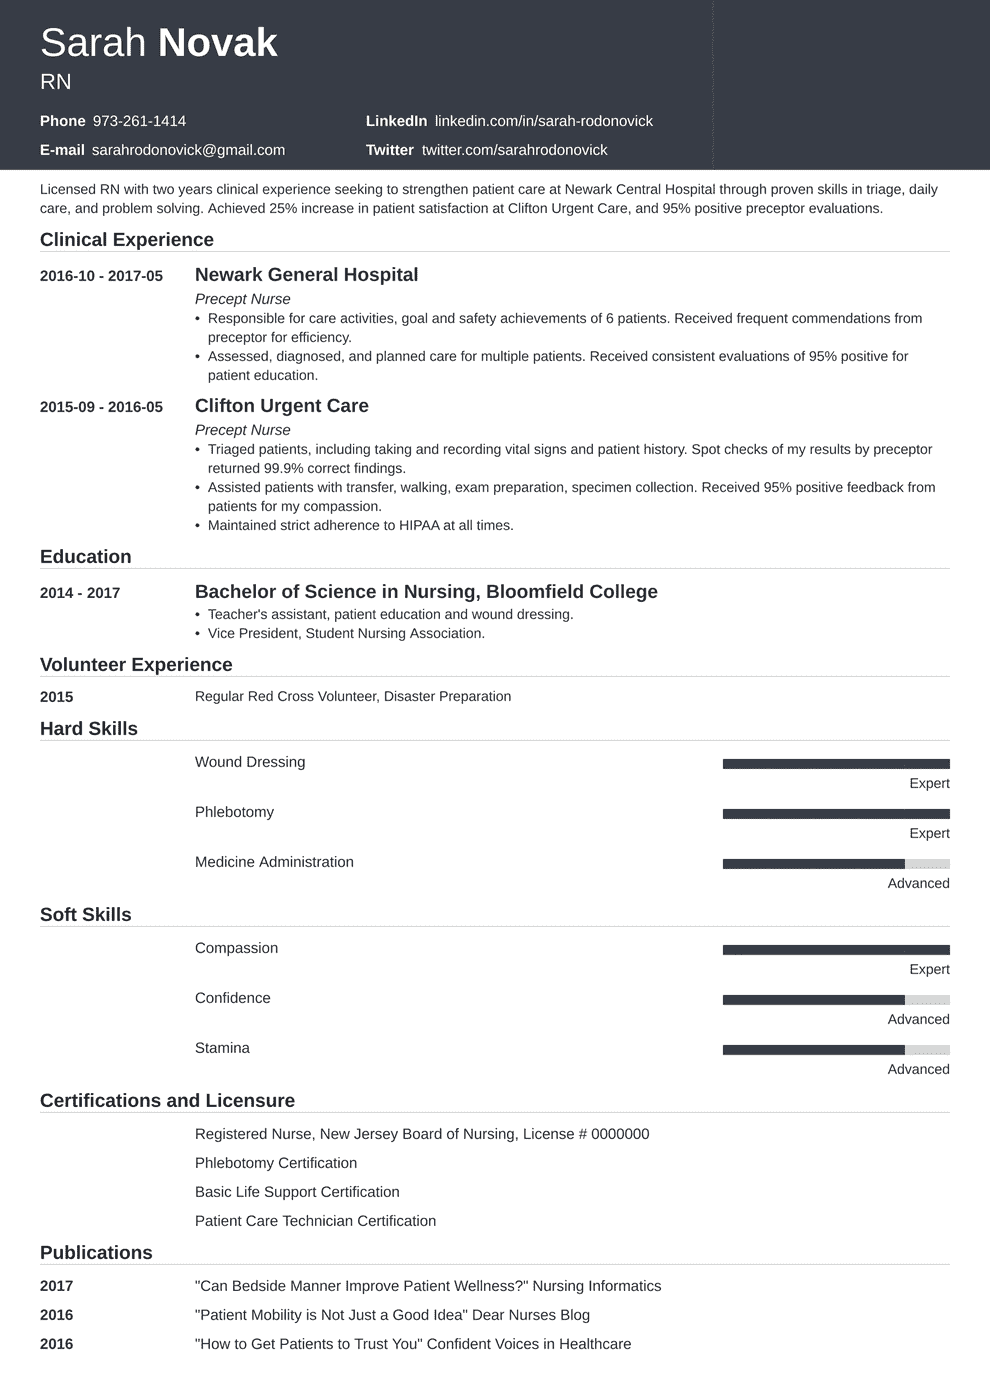 Sarah Novak
RN
Phone 973-261-1414 LinkedIn linkedin.com/in/sarah-rodonovick
E-mail sarahrodonovick@gmail.com Twitter twitter.com/sarahrodonovick
Licensed RN with two years clinical experience seeking to strengthen patient care at Newark Central Hospital through proven skills in triage, daily
care, and problem solving. Achieved 25% increase in patient satisfaction at Clifton Urgent Care, and 95% positive preceptor evaluations.
Clinical Experience
2016-10 - 2017-05 Newark General Hospital
Precept Nurse
• Responsible for care activities, goal and safety achievements of 6 patients. Received frequent commendations from
preceptor for efficiency.
• Assessed, diagnosed, and planned care for multiple patients. Received consistent evaluations of 95% positive for
patient education.
2015-09 - 2016-05 Clifton Urgent Care
Precept Nurse
• Triaged patients, including taking and recording vital signs and patient history. Spot checks of my results by preceptor
returned 99.9% correct findings.
• Assisted patients with transfer, walking, exam preparation, specimen collection. Received 95% positive feedback from
patients for my compassion.
• Maintained strict adherence to HIPAA at all times.
Education
2014 - 2017 Bachelor of Science in Nursing, Bloomfield College
• Teacher's assistant, patient education and wound dressing.
• Vice President, Student Nursing Association.
Volunteer Experience
2015 Regular Red Cross Volunteer, Disaster Preparation
Hard Skills
Wound Dressing
Expert
Phlebotomy
Expert
Medicine Administration
Advanced
Soft Skills
Compassion
Expert
Confidence
Advanced
Stamina
Advanced
Certifications and Licensure
Registered Nurse, New Jersey Board of Nursing, License # 0000000
Phlebotomy Certification
Basic Life Support Certification
Patient Care Technician Certification
Publications
2017 "Can Bedside Manner Improve Patient Wellness?" Nursing Informatics
2016 "Patient Mobility is Not Just a Good Idea" Dear Nurses Blog
2016 "How to Get Patients to Trust You" Confident Voices in Healthcare